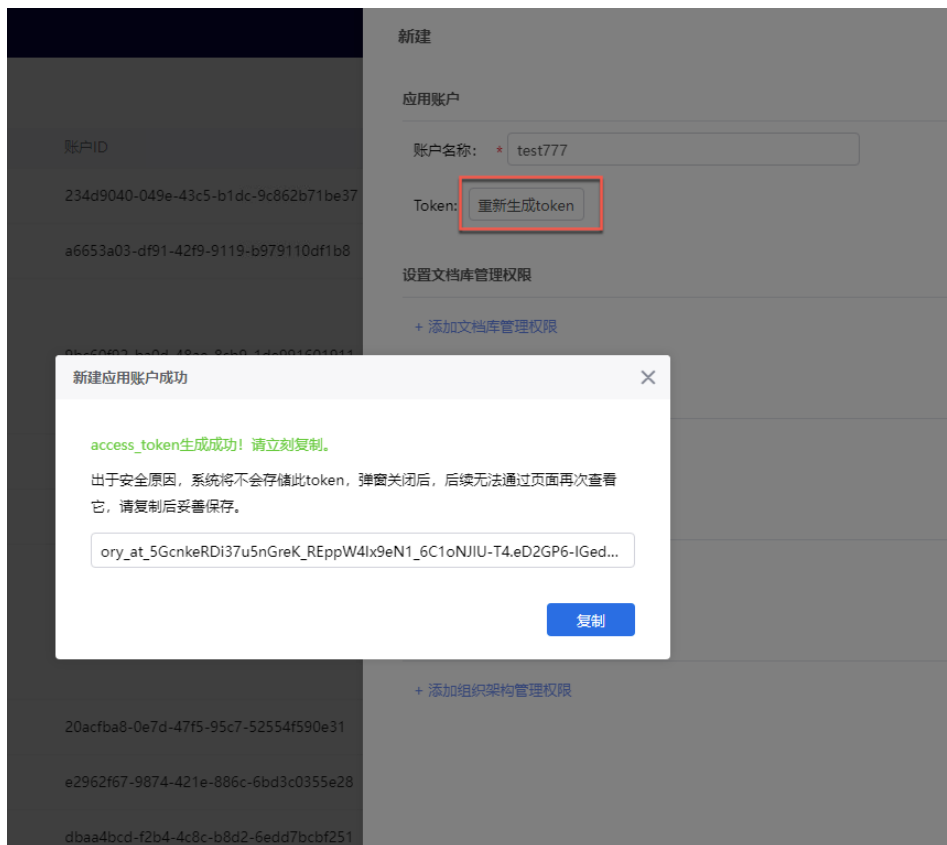 新建
应用账户
账户ID
账户名称: * test777
234d9040-049e-43c5-b1dc-9c862b71be37
Token: 重新生成token
a6653a03-df91-42f9-9119-b979110df1b8
设置文档库管理权限
+ 添加文档库管理权限
新建应用账户成功
access_token生成成功！请立刻复制。
出于安全原因，系统将不会存储此token，弹窗关闭后，后续无法通过页面再次查看
它，请复制后妥善保存。
ory_at_5GcnkeRDi37u5nGreK_REppW4Ix9eN1_6C1oNJIU-T4.eD2GP6-IGed...
复制
+ 添加组织架构管理权限
20acfba8-0e7d-47f5-95c7-52554f590e31
e2962f67-9874-421e-886c-6bd3c0355e28
dbaa4bcd-f2b4-4c8c-b8d2-6edd7bcbf251